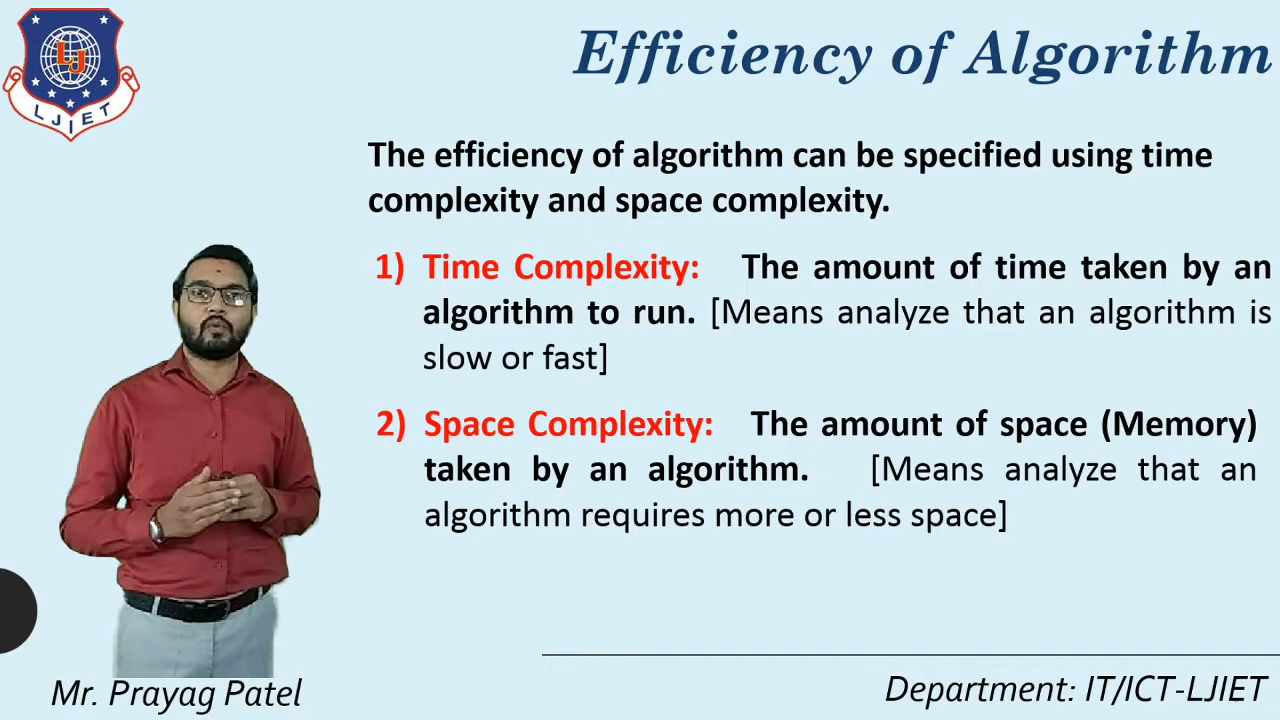 LJ
LJIET
Efficiency of Algorithm
The efficiency of algorithm can be specified using time
complexity and space complexity.
1) Time Complexity: The amount of time taken by an
algorithm to run. [Means analyze that an algorithm is
slow or fast]
2) Space Complexity: The amount of space (Memory)
taken by an algorithm. [Means analyze that an
algorithm requires more or less space]
Mr. Prayag Patel
Department: IT/ICT-LJIET